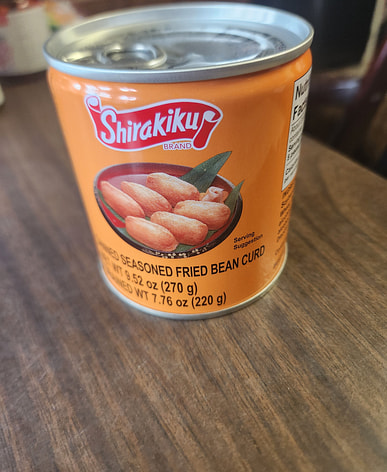 Shirakiku
BRAND
Serving
Suggestion
SEASONED FRIED BEAN CURD
WT 9.52 oz (270 g)
WT 7.76 oz (220 g)